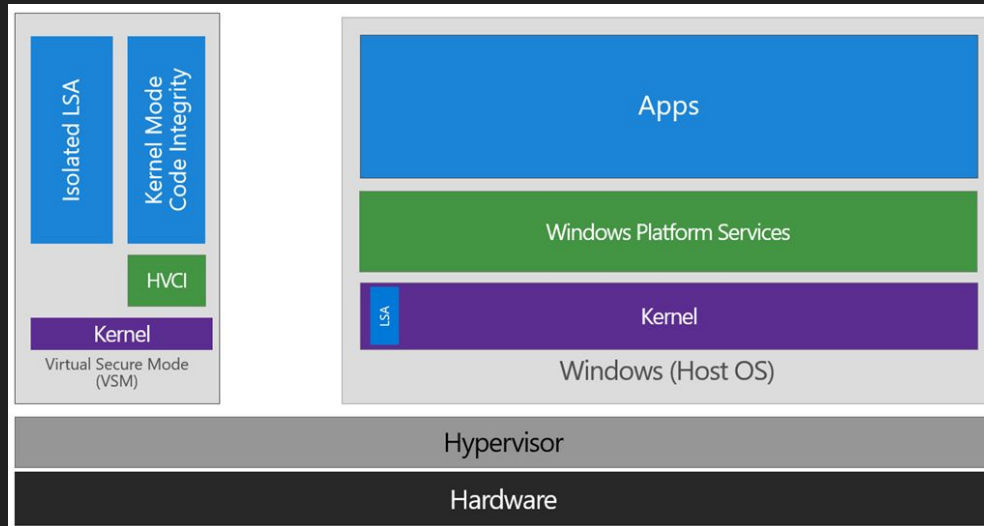 Isolated LSA
Kernel Mode
Code Integrity
HVCI
Kernel
Virtual Secure Mode
(VSM)
Apps
Windows Platform Services
LSA
Kernel
Windows (Host OS)
Hypervisor
Hardware